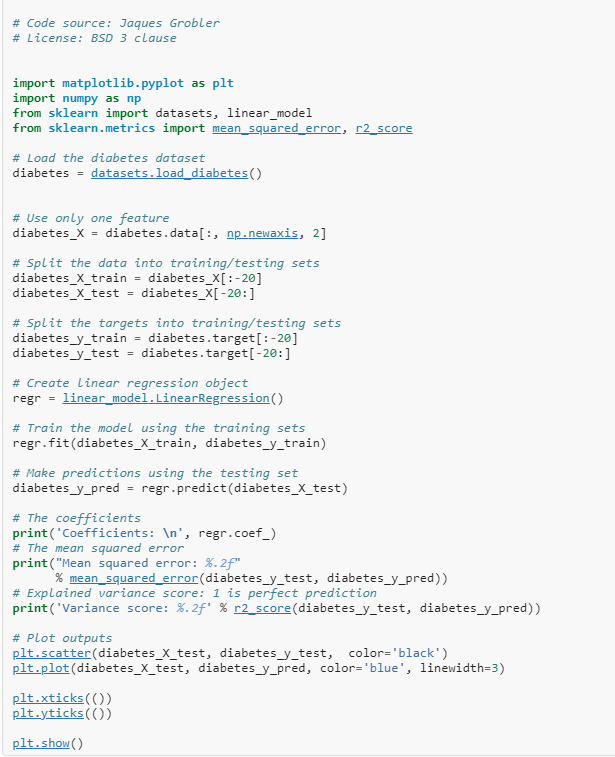 # Code source: Jaques Grobler
# License: BSD 3 clause
import matplotlib.pyplot as plt
import numpy as np
from sklearn import datasets, linear_model
from sklearn.metrics import mean_squared_error, r2_score
# Load the diabetes dataset
diabetes = datasets.load_diabetes()
# Use only one feature
diabetes_X = diabetes.data[:, np.newaxis, 2]
# Split the data into training/testing sets
diabetes_X_train = diabetes_X[:-20]
diabetes_X_test = diabetes_X[-20:]
# Split the targets into training/testing sets
diabetes_y_train = diabetes.target[:-20]
diabetes_y_test = diabetes.target[-20:]
# Create linear regression object
regr = linear_model.LinearRegression()
# Train the model using the training sets
regr.fit(diabetes_X_train, diabetes_y_train)
# Make predictions using the testing set
diabetes_y_pred = regr.predict(diabetes_X_test)
# The coefficients
print('Coefficients: \n', regr.coef_)
# The mean squared error
print("Mean squared error: %.2f"
      % mean_squared_error(diabetes_y_test, diabetes_y_pred))
# Explained variance score: 1 is perfect prediction
print('Variance score: %.2f' % r2_score(diabetes_y_test, diabetes_y_pred))
# Plot outputs
plt.scatter(diabetes_X_test, diabetes_y_test,  color='black')
plt.plot(diabetes_X_test, diabetes_y_pred, color='blue', linewidth=3)
plt.xticks(())
plt.yticks(())
plt.show()